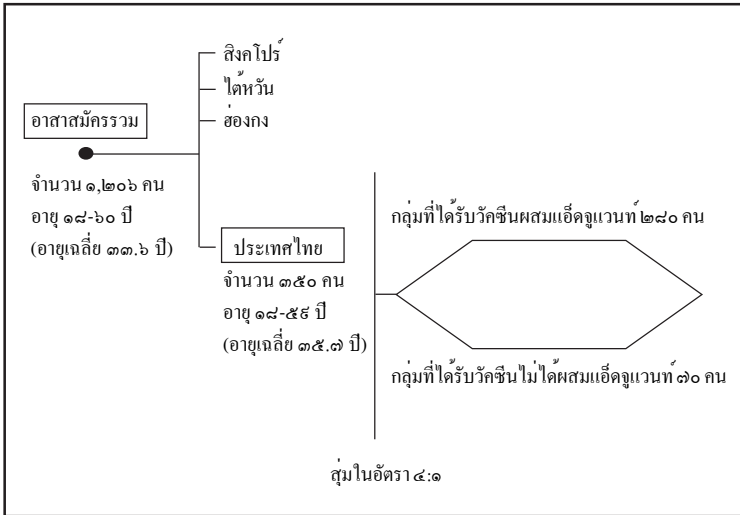 สิงคโปร์
ไต้หวัน
ฮ่องกง
อาสาสมัครรวม
จำนวน ๑,๒๐๖ คน
อายุ ๑๘-๖๐ ปี
(อายุเฉลี่ย ๓๓.๖ ปี)
ประเทศไทย
จำนวน ๓๕๐ คน
อายุ ๑๘-๕๙ ปี
(อายุเฉลี่ย ๓๕.๗ ปี)
กลุ่มที่ได้รับวัคซีนผสมแอ็ดจูแวนท์ ๒๘๐ คน
กลุ่มที่ได้รับวัคซีนไม่ได้ผสมแอ็ดจูแวนท์ ๗๐ คน
สุ่มในอัตรา ๔:๑